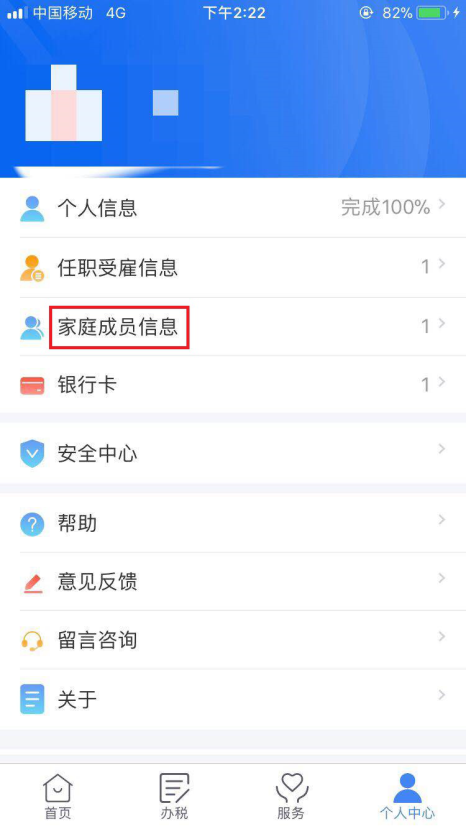 中国移动 4G 下午2:22 82%
个人信息 完成100%
任职受雇信息 1
家庭成员信息 1
银行卡 1
安全中心
帮助
意见反馈
留言咨询
关于
首页 办税 服务 个人中心